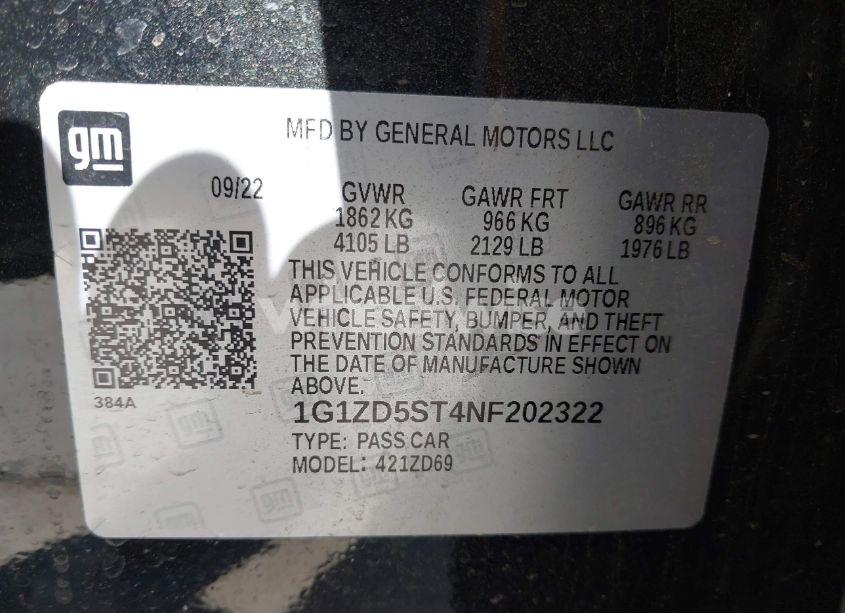 gm
MFD BY GENERAL MOTORS LLC
09/22 GVWR GAWR FRT GAWR RR
1862 KG 966 KG 896 KG
4105 LB 2129 LB 1976 LB
THIS VEHICLE CONFORMS TO ALL
APPLICABLE U.S. FEDERAL MOTOR
VEHICLE SAFETY, BUMPER, AND THEFT
PREVENTION STANDARDS IN EFFECT ON
THE DATE OF MANUFACTURE SHOWN
ABOVE.
384A
1G1ZD5ST4NF202322
TYPE: PASS CAR
MODEL: 421ZD69